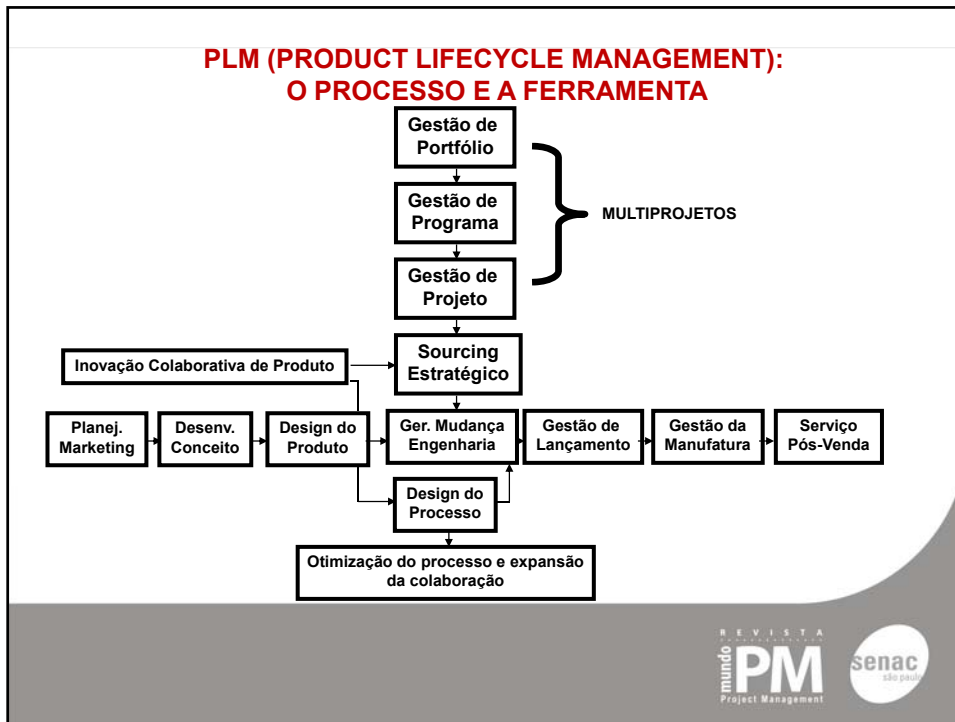 PLM (PRODUCT LIFECYCLE MANAGEMENT):
O PROCESSO E A FERRAMENTA
Gestão de
Portfólio
Gestão de
Programa
MULTIPROJETOS
Gestão de
Projeto
Inovação Colaborativa de Produto
Sourcing
Estratégico
Planej.
Marketing
Desenv.
Conceito
Design do
Produto
Ger. Mudança
Engenharia
Gestão de
Lançamento
Gestão da
Manufatura
Serviço
Pós-Venda
Design do
Processo
Otimização do processo e expansão
da colaboração
REVISTA
mundo
PM
Project Management
senac
são paulo